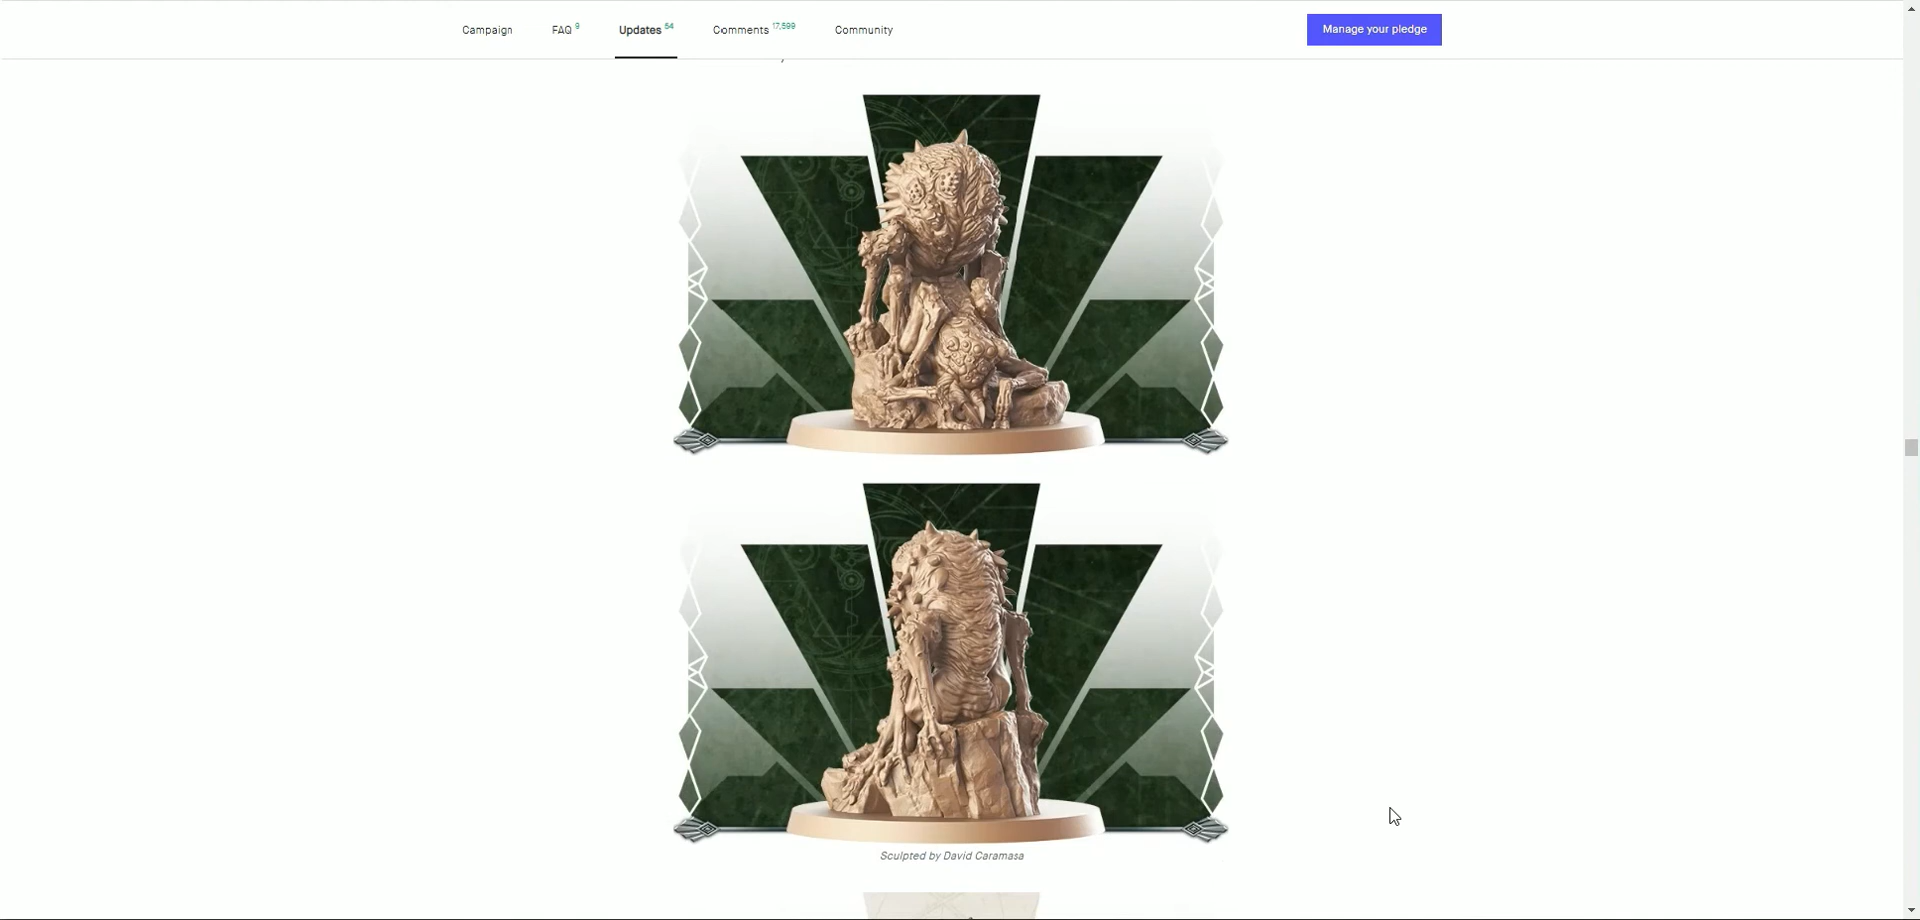 Campaign
FAQ 9
Updates 54
Comments 17,599
Community
Manage your pledge
Sculpted by David Caramasa